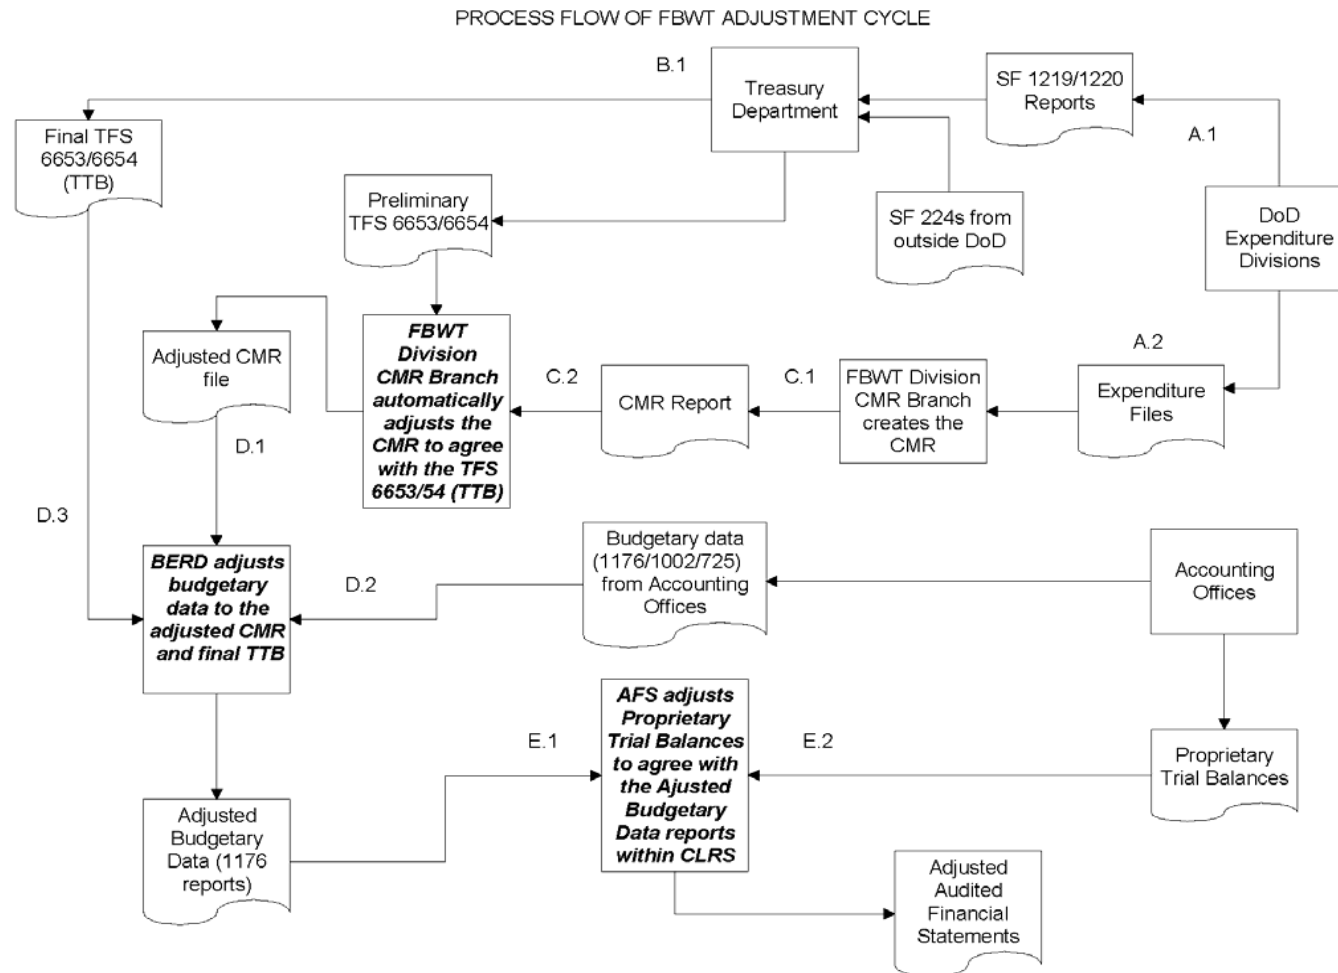 PROCESS FLOW OF FBWT ADJUSTMENT CYCLE
B.1
Treasury
Department
SF 1219/1220
Reports
A.1
Final TFS
6653/6654
(TTB)
Preliminary
TFS 6653/6654
SF 224s from
outside DoD
DoD
Expenditure
Divisions
Adjusted CMR
file
FBWT
Division
CMR Branch
automatically
adjusts the
CMR to agree
with the TFS
6653/54 (TTB)
C.2
CMR Report
C.1
FBWT Division
CMR Branch
creates the
CMR
A.2
Expenditure
Files
D.1
D.3
BERD adjusts
budgetary
data to the
adjusted CMR
and final TTB
D.2
Budgetary data
(1176/1002/725)
from Accounting
Offices
Accounting
Offices
E.1
AFS adjusts
Proprietary
Trial Balances
to agree with
the Ajusted
Budgetary
Data reports
within CLRS
E.2
Proprietary
Trial Balances
Adjusted
Budgetary
Data (1176
reports)
Adjusted
Audited
Financial
Statements